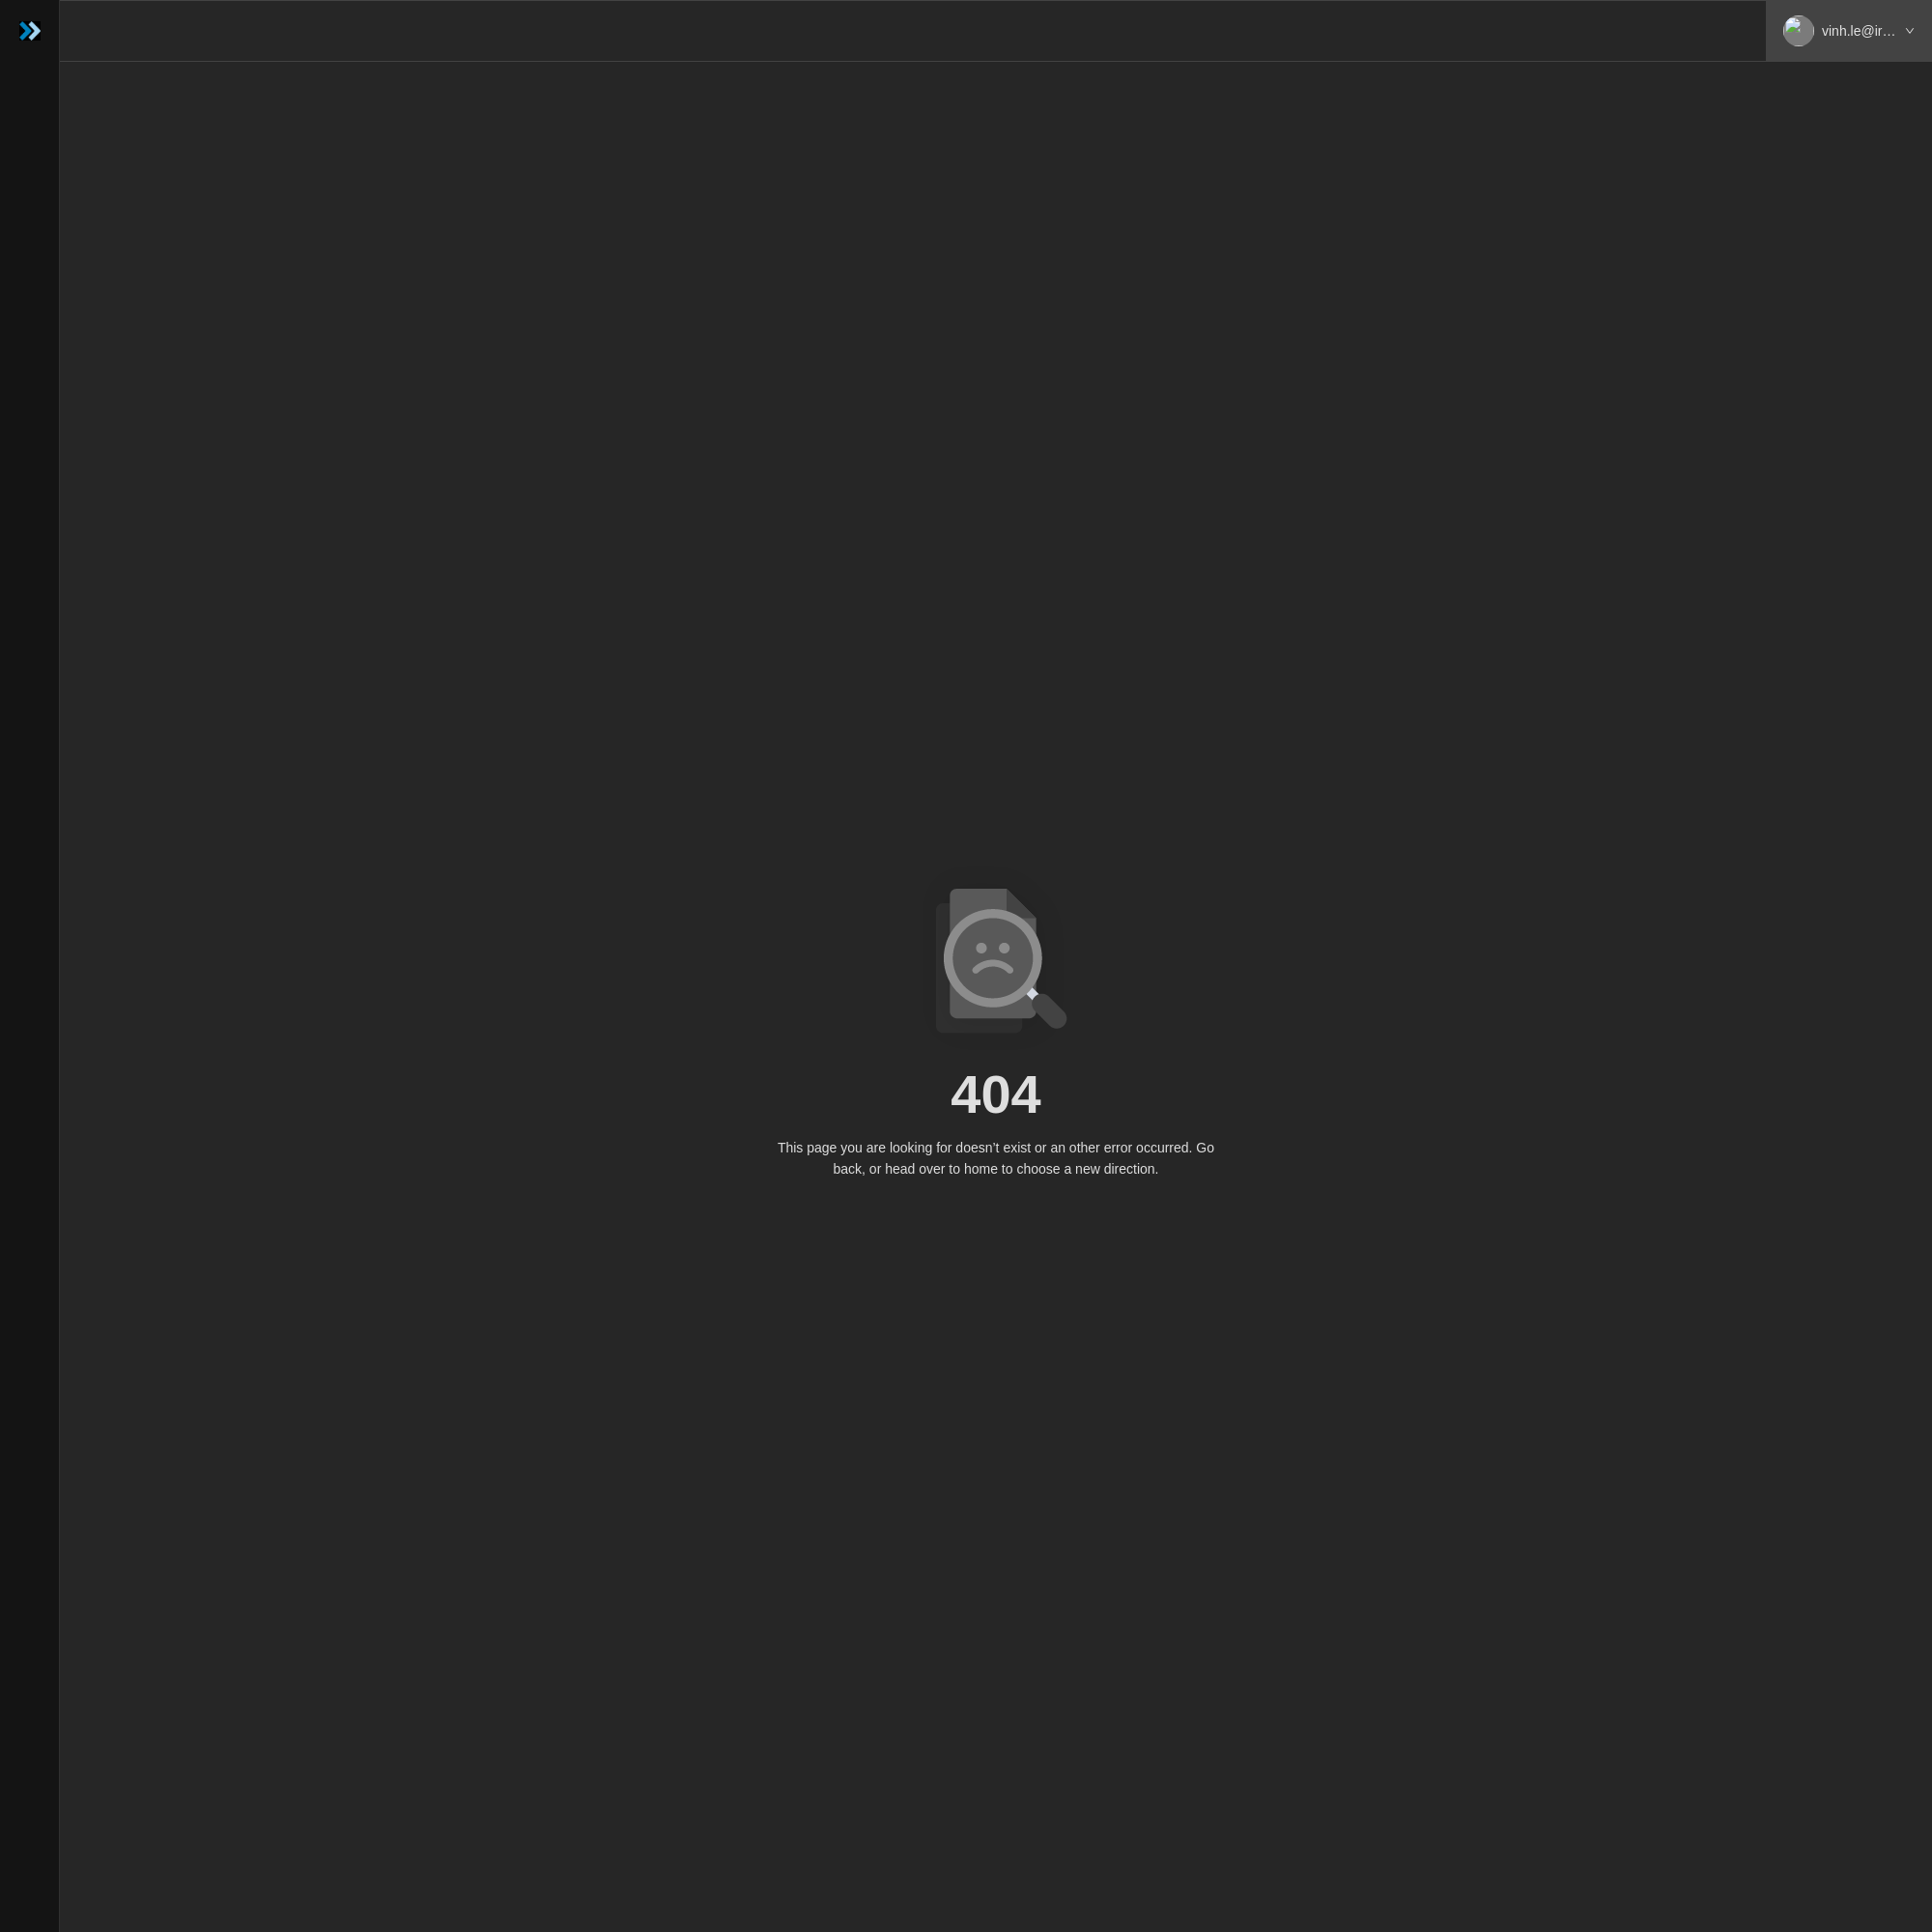 vinh.le@ir…
404
This page you are looking for doesn’t exist or an other error occurred. Go
back, or head over to home to choose a new direction.